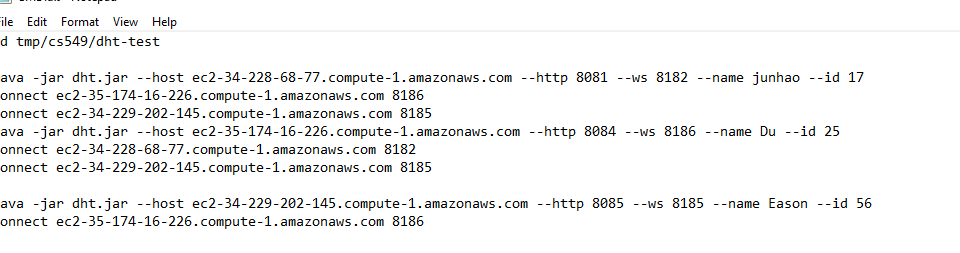 File Edit Format View Help
d tmp/cs549/dht-test
ava -jar dht.jar --host ec2-34-228-68-77.compute-1.amazonaws.com --http 8081 --ws 8182 --name junhao --id 17
onnect ec2-35-174-16-226.compute-1.amazonaws.com 8186
onnect ec2-34-229-202-145.compute-1.amazonaws.com 8185
ava -jar dht.jar --host ec2-35-174-16-226.compute-1.amazonaws.com --http 8084 --ws 8186 --name Du --id 25
onnect ec2-34-228-68-77.compute-1.amazonaws.com 8182
onnect ec2-34-229-202-145.compute-1.amazonaws.com 8185
ava -jar dht.jar --host ec2-34-229-202-145.compute-1.amazonaws.com --http 8085 --ws 8185 --name Eason --id 56
onnect ec2-35-174-16-226.compute-1.amazonaws.com 8186